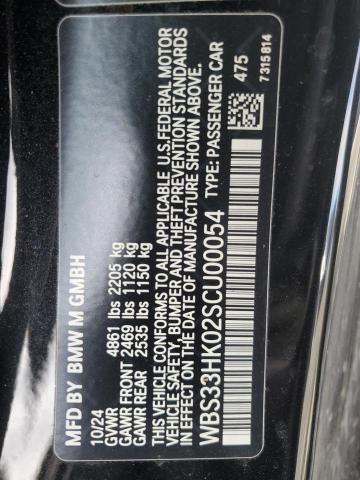 MFD BY BMW M GMBH
10/24
GVWR 4861 lbs 2205 kg
GAWR FRONT 2469 lbs 1120 kg
GAWR REAR 2535 lbs 1150 kg
THIS VEHICLE CONFORMS TO ALL APPLICABLE U.S. FEDERAL MOTOR
VEHICLE SAFETY, BUMPER AND THEFT PREVENTION STANDARDS
IN EFFECT ON THE DATE OF MANUFACTURE SHOWN ABOVE.
WBS33HK02SCU00054 TYPE: PASSENGER CAR
475
7315814